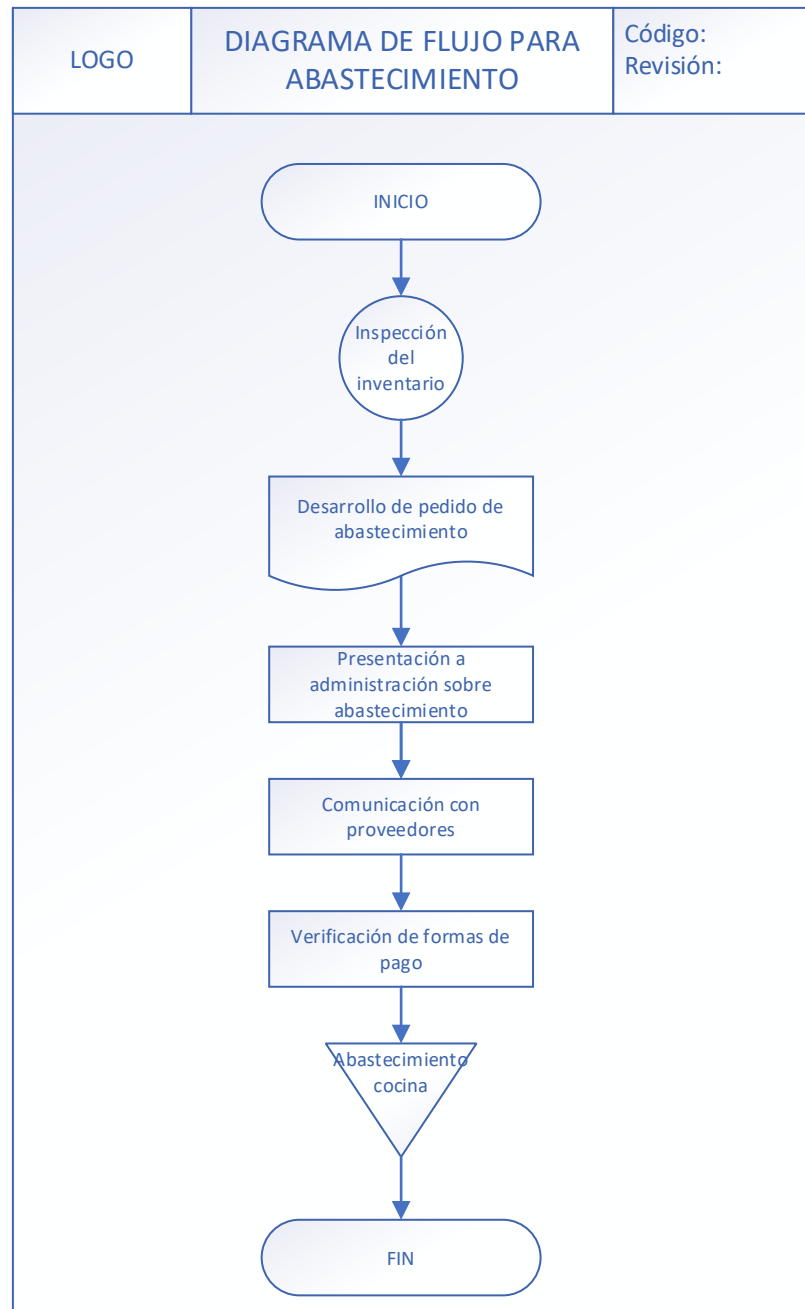 LOGO
DIAGRAMA DE FLUJO PARA
ABASTECIMIENTO
Código:
Revisión:
INICIO
Inspección
del
inventario
Desarrollo de pedido de
abastecimiento
Presentación a
administración sobre
abastecimiento
Comunicación con
proveedores
Verificación de formas de
pago
Abastecimiento
cocina
FIN